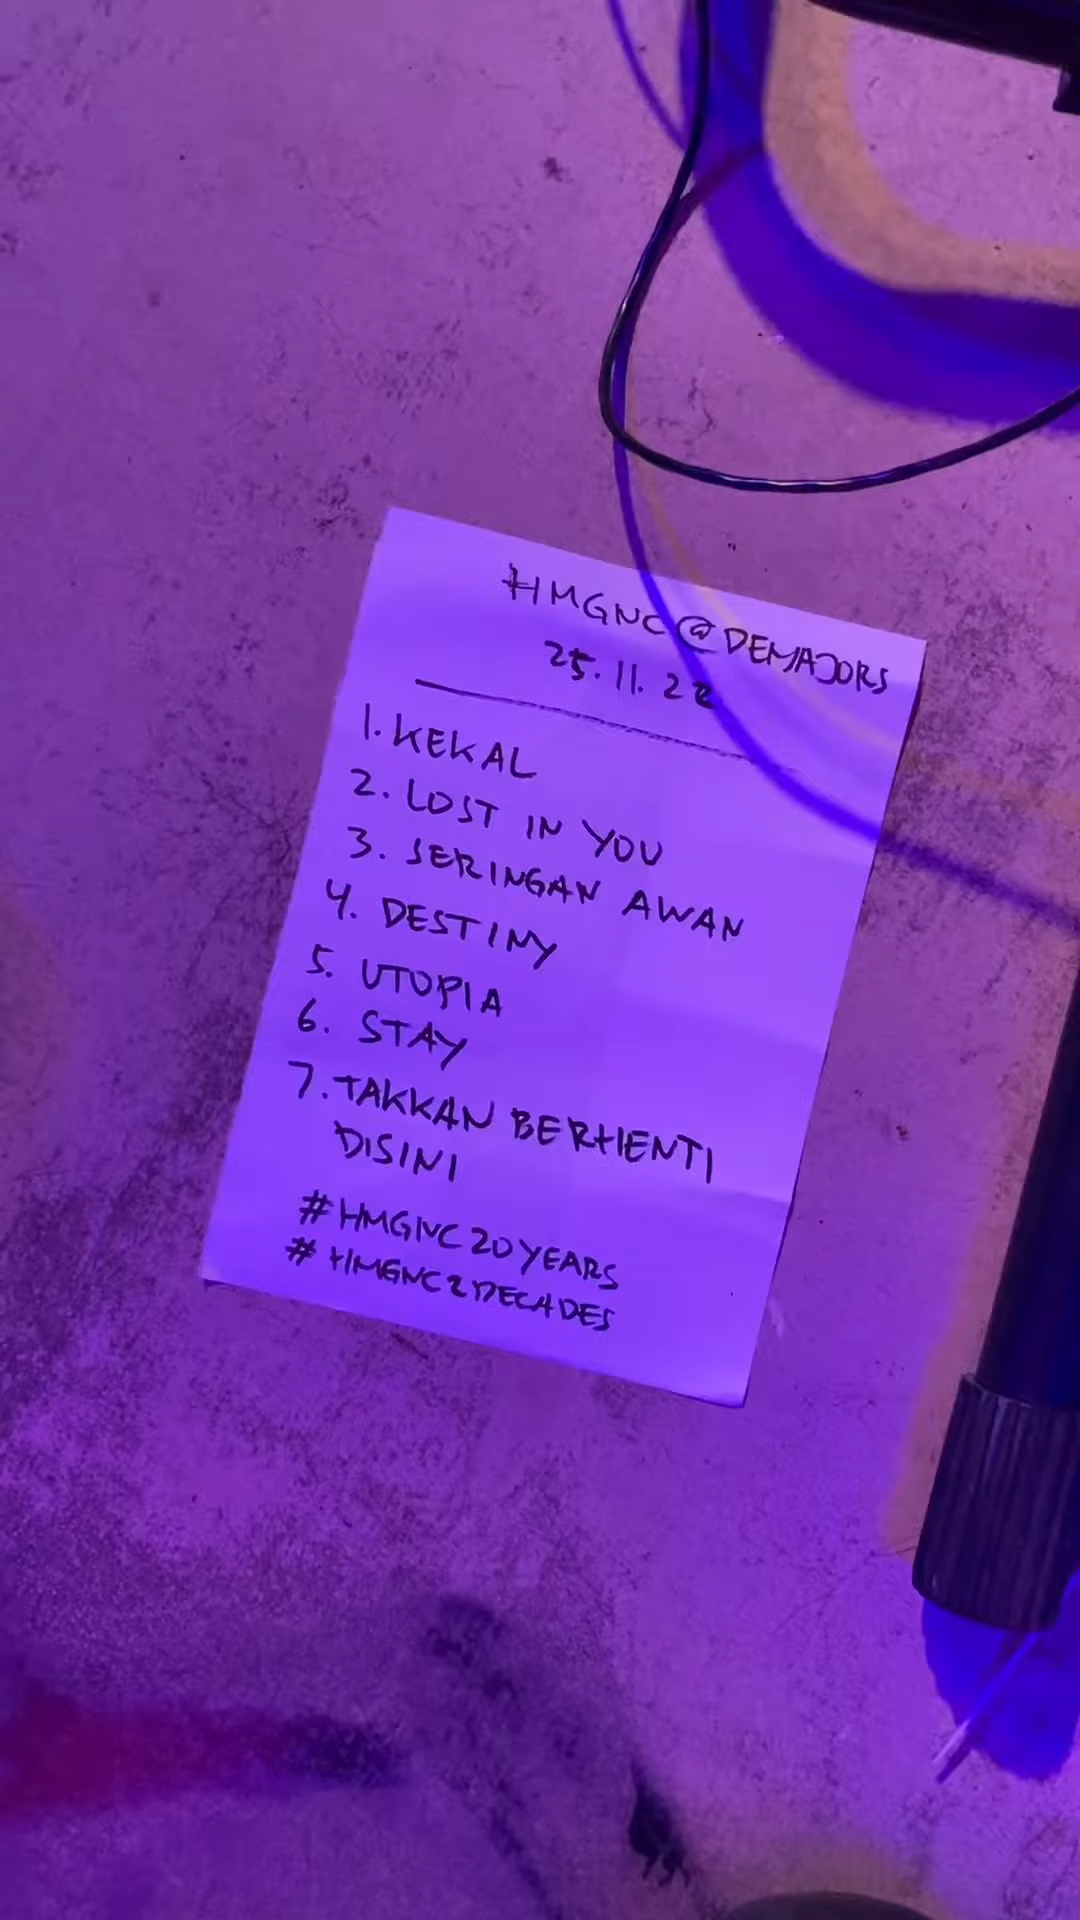 HMGNC@DEMAJORS
25.11.22
1. KEKAL
2. LOST IN YOU
3. SERINGAN AWAN
4. DESTINY
5. UTOPIA
6. STAY
7. TAKKAN BERHENTI
DISINI
#HMGNC20YEARS
#HMGNC2DECADES